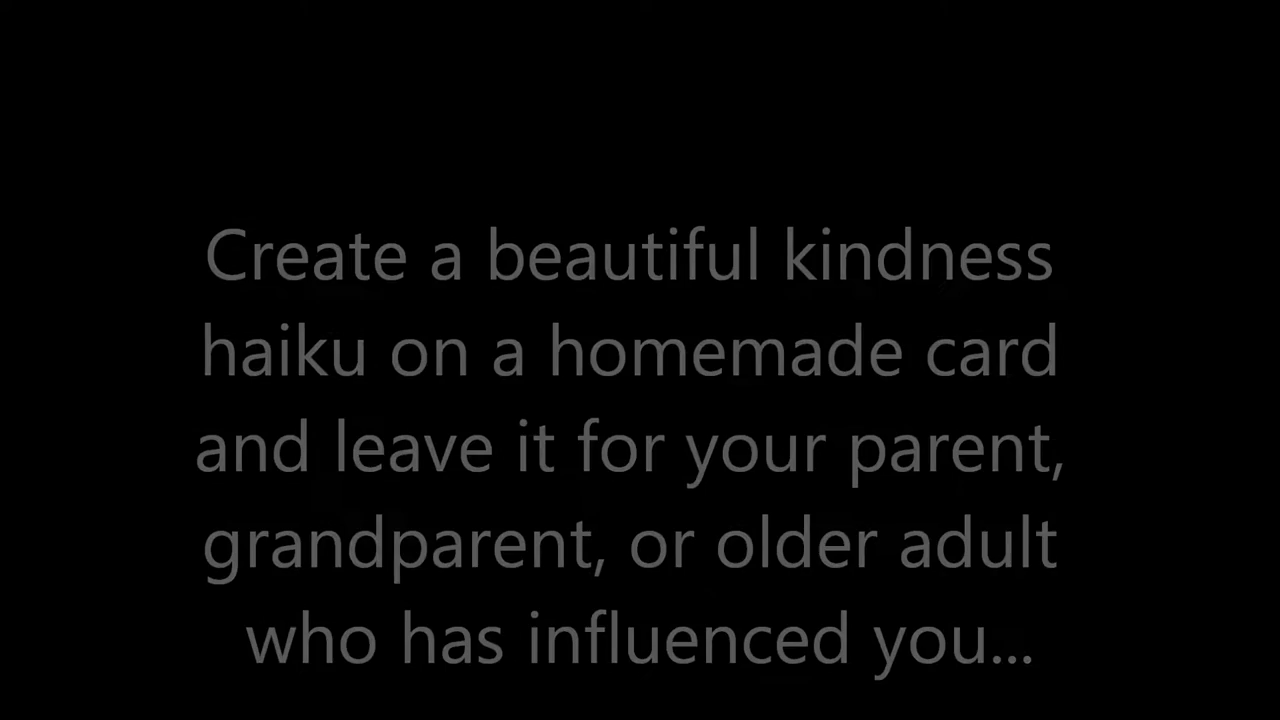 Create a beautiful kindness
haiku on a homemade card
and leave it for your parent,
grandparent, or older adult
who has influenced you...